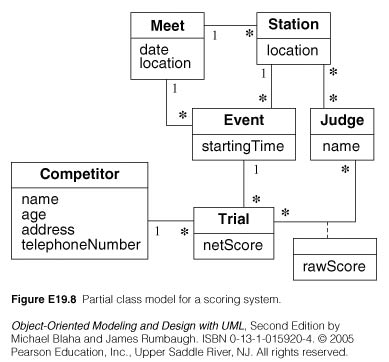 Meet
date
location
1
*
Station
location
1
*
*
*
1
*
Event
startingTime
Judge
name
1
*
*
Competitor
name
age
address
telephoneNumber
1
*
Trial
netScore
*
rawScore
Figure E19.8 Partial class model for a scoring system.
Object-Oriented Modeling and Design with UML, Second Edition by
Michael Blaha and James Rumbaugh. ISBN 0-13-1-015920-4. © 2005
Pearson Education, Inc., Upper Saddle River, NJ. All rights reserved.